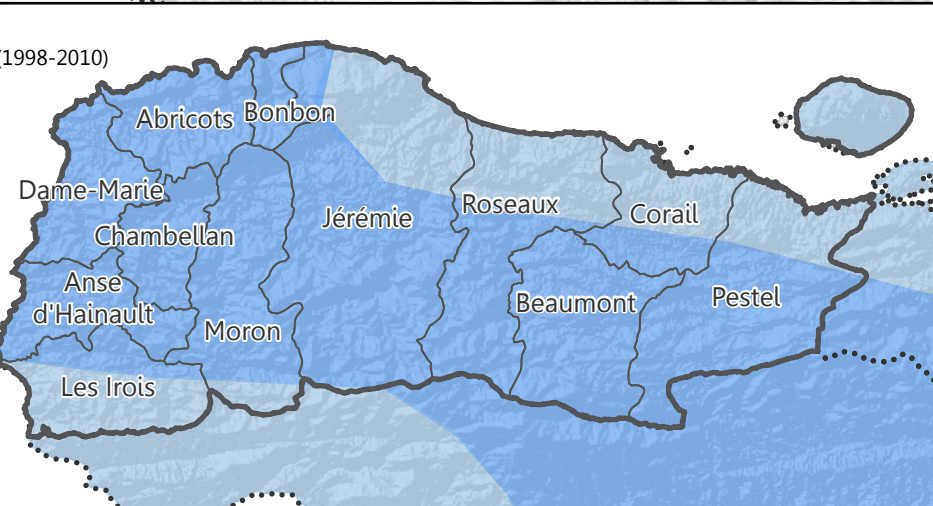 (1998-2010)
Abricots
Bonbon
Dame-Marie
Jérémie
Roseaux
Corail
Chambellan
Anse
d'Hainault
Beaumont
Pestel
Moron
Les Irois